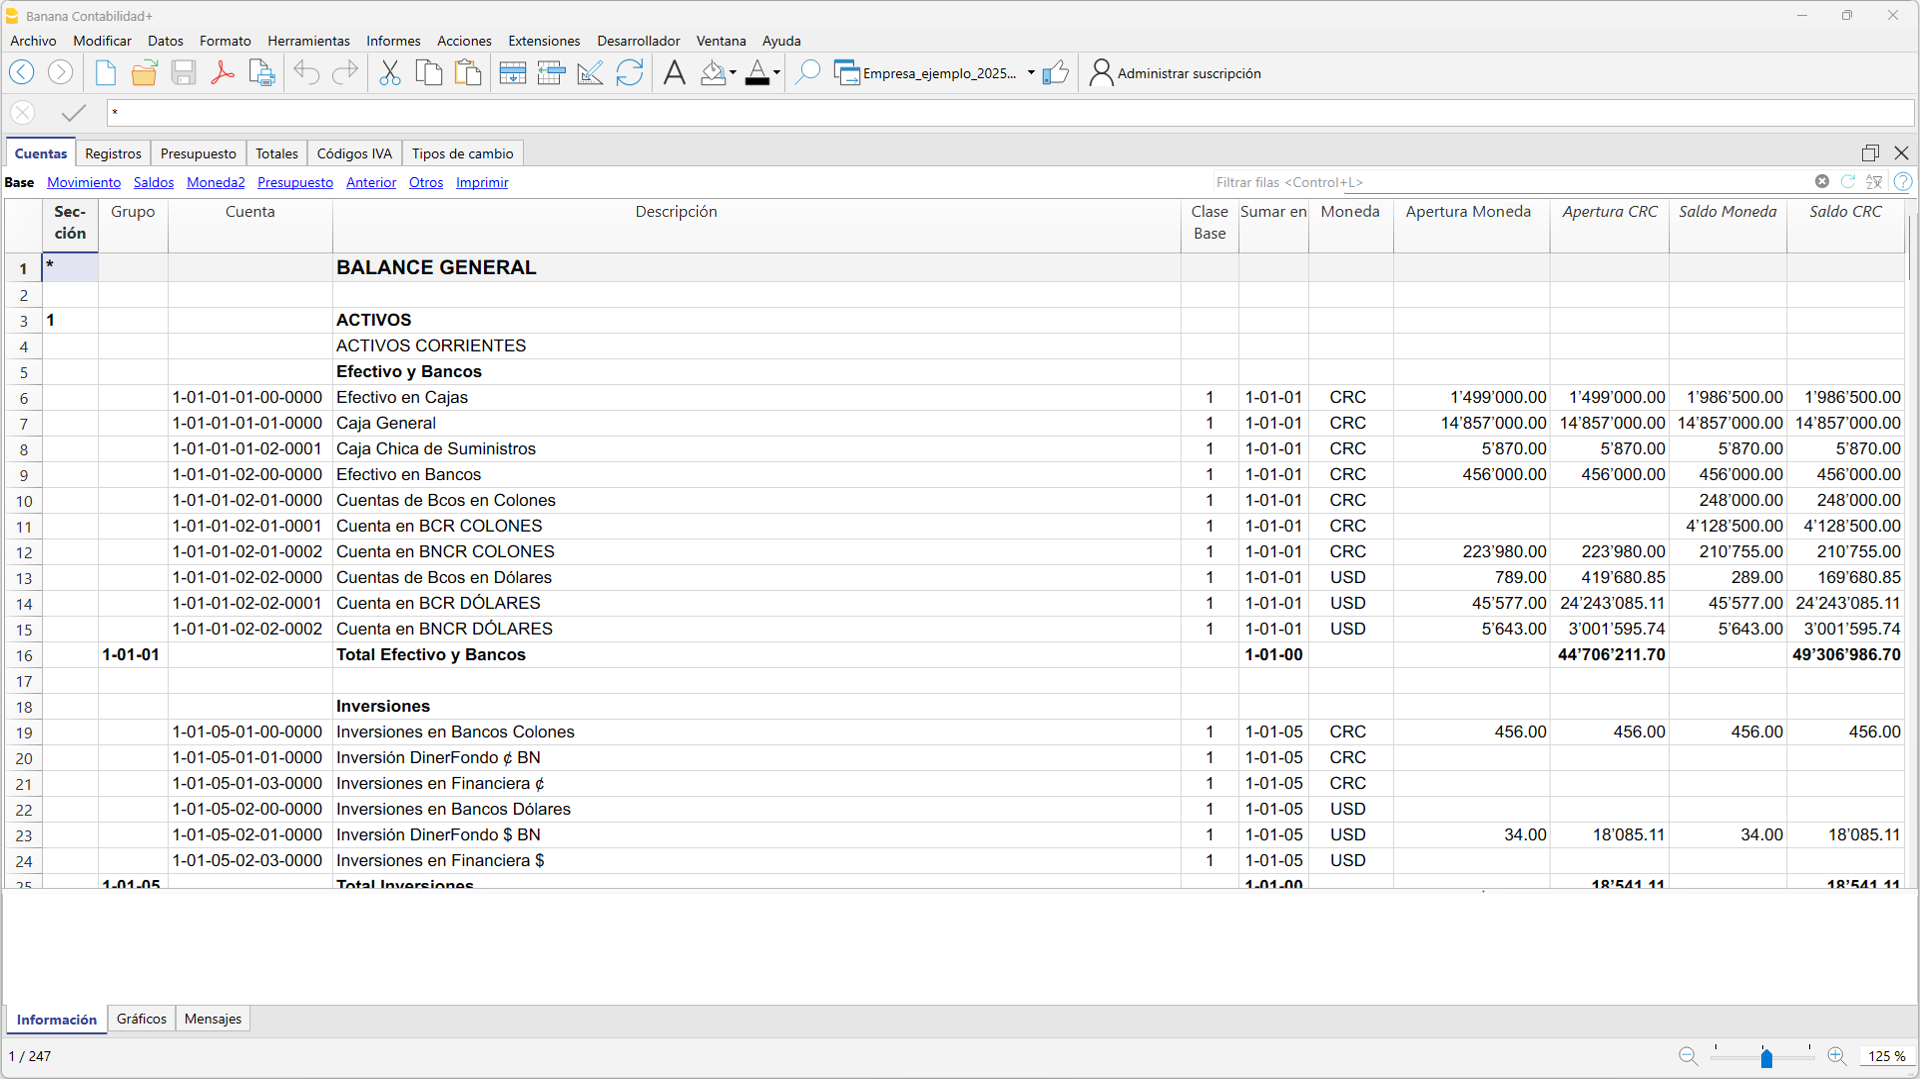 Banana Contabilidad+
Archivo Modificar Datos Formato Herramientas Informes Acciones Extensiones Desarrollador Ventana Ayuda
Empresa_ejemplo_2025... Administrar suscripción
*
Cuentas Registros Presupuesto Totales Códigos IVA Tipos de cambio
Base Movimiento Saldos Moneda2 Presupuesto Anterior Otros Imprimir Filtrar filas <Control+L>
Sec-ción Grupo Cuenta Descripción Clase Base Sumar en Moneda Apertura Moneda Apertura CRC Saldo Moneda Saldo CRC
1 * BALANCE GENERAL
2
3 1 ACTIVOS
4 ACTIVOS CORRIENTES
5 Efectivo y Bancos
6 1-01-01-01-00-0000 Efectivo en Cajas 1 1-01-01 CRC 1'499'000.00 1'499'000.00 1'986'500.00 1'986'500.00
7 1-01-01-01-01-0000 Caja General 1 1-01-01 CRC 14'857'000.00 14'857'000.00 14'857'000.00 14'857'000.00
8 1-01-01-01-02-0001 Caja Chica de Suministros 1 1-01-01 CRC 5'870.00 5'870.00 5'870.00 5'870.00
9 1-01-01-02-00-0000 Efectivo en Bancos 1 1-01-01 CRC 456'000.00 456'000.00 456'000.00 456'000.00
10 1-01-01-02-01-0000 Cuentas de Bcos en Colones 1 1-01-01 CRC 248'000.00 248'000.00
11 1-01-01-02-01-0001 Cuenta en BCR COLONES 1 1-01-01 CRC 4'128'500.00 4'128'500.00
12 1-01-01-02-01-0002 Cuenta en BNCR COLONES 1 1-01-01 CRC 223'980.00 223'980.00 210'755.00 210'755.00
13 1-01-01-02-02-0000 Cuentas de Bcos en Dólares 1 1-01-01 USD 789.00 419'680.85 289.00 169'680.85
14 1-01-01-02-02-0001 Cuenta en BCR DÓLARES 1 1-01-01 USD 45'577.00 24'243'085.11 45'577.00 24'243'085.11
15 1-01-01-02-02-0002 Cuenta en BNCR DÓLARES 1 1-01-01 USD 5'643.00 3'001'595.74 5'643.00 3'001'595.74
16 1-01-01 Total Efectivo y Bancos 1-01-00 44'706'211.70 49'306'986.70
17
18 Inversiones
19 1-01-05-01-00-0000 Inversiones en Bancos Colones 1 1-01-05 CRC 456.00 456.00 456.00 456.00
20 1-01-05-01-01-0000 Inversión DinerFondo ¢ BN 1 1-01-05 CRC
21 1-01-05-01-03-0000 Inversiones en Financiera ¢ 1 1-01-05 CRC
22 1-01-05-02-00-0000 Inversiones en Bancos Dólares 1 1-01-05 USD
23 1-01-05-02-01-0000 Inversión DinerFondo $ BN 1 1-01-05 USD 34.00 18'085.11 34.00 18'085.11
24 1-01-05-02-03-0000 Inversiones en Financiera $ 1 1-01-05 USD
25 1-01-05 Total Inversiones 1-01-00 18'541.11 18'541.11
Información Gráficos Mensajes
1 / 247 125 %